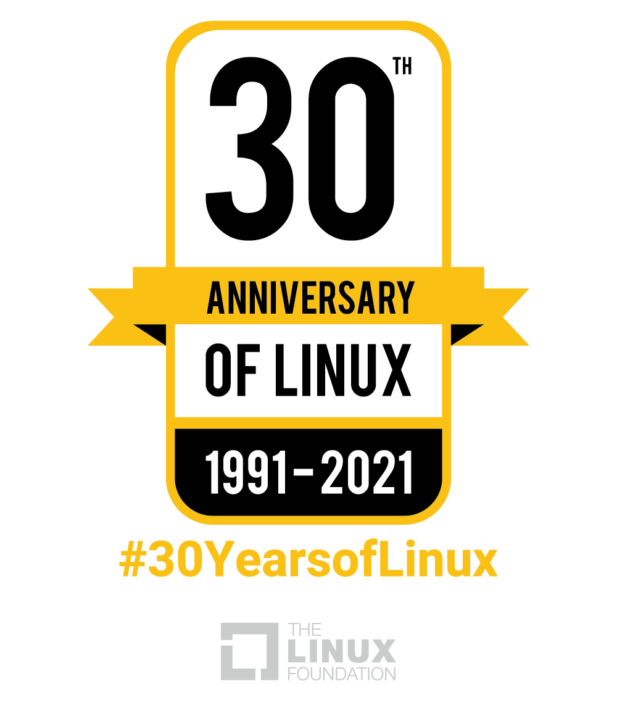 30TH
ANNIVERSARY
OF LINUX
1991-2021
#30YearsofLinux
THE
LINUX
FOUNDATION